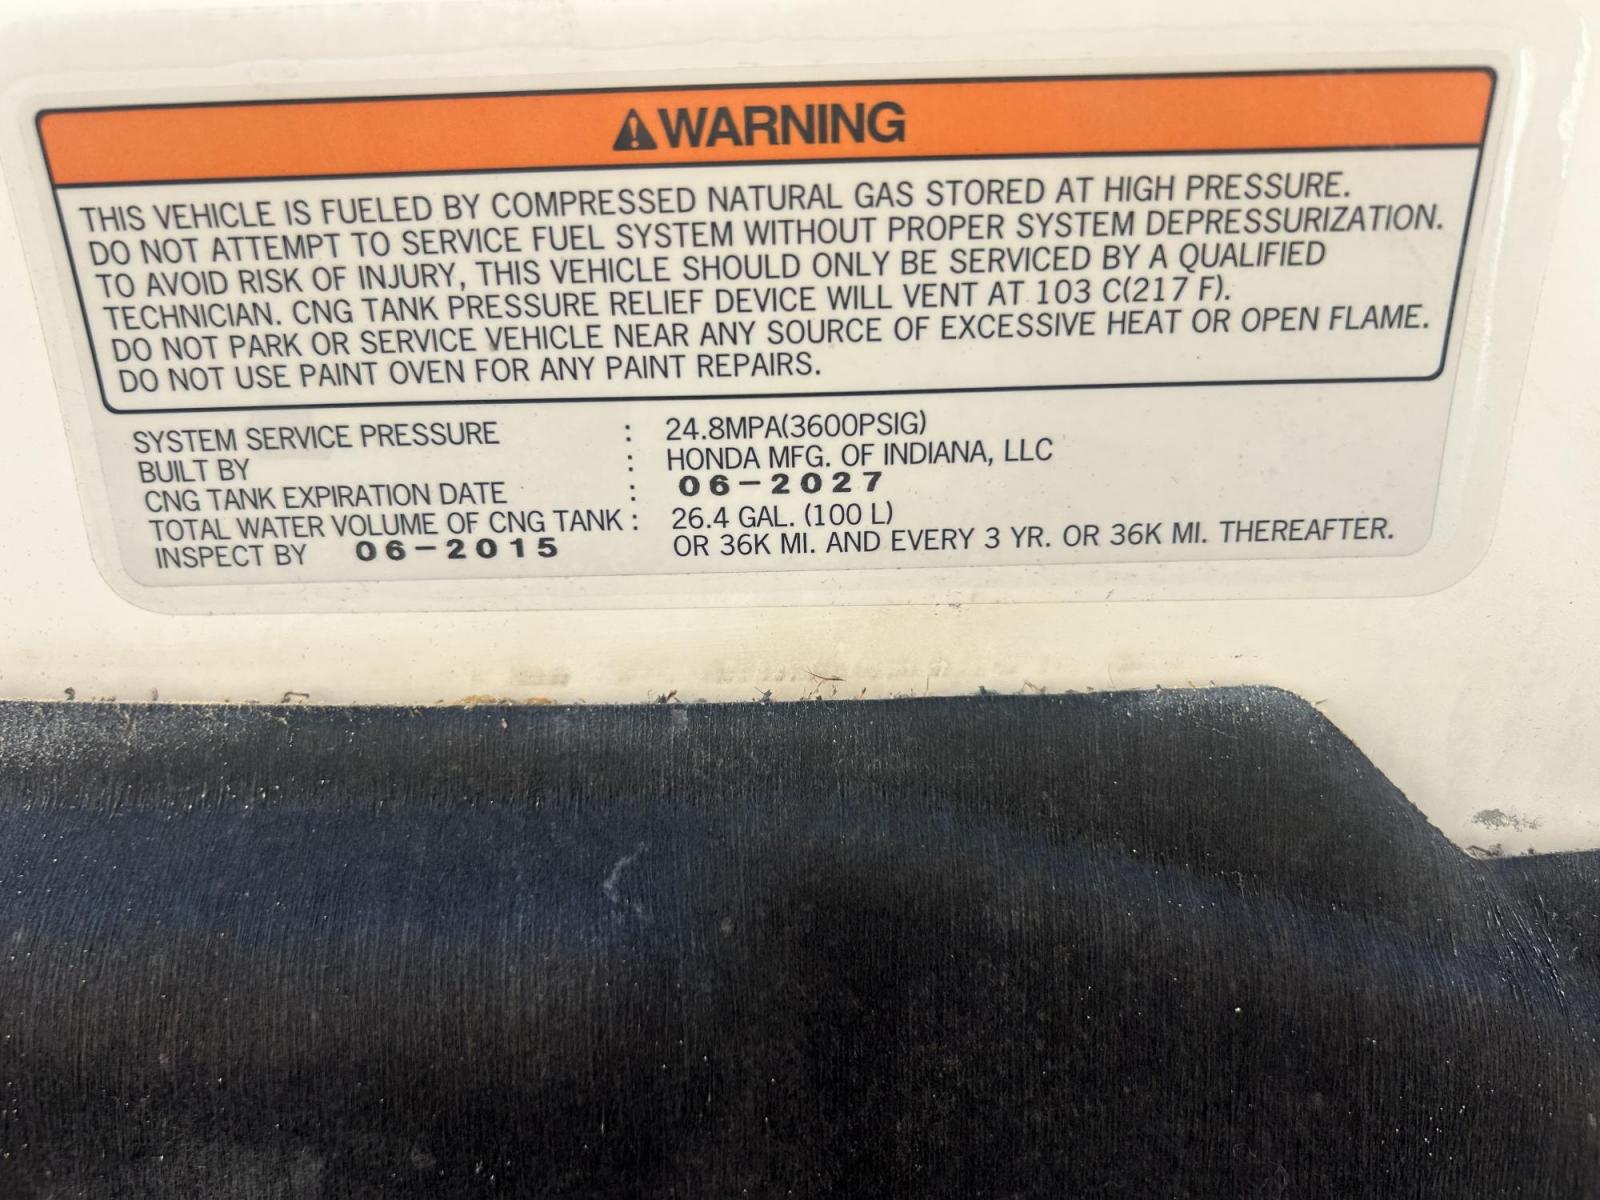 WARNING
THIS VEHICLE IS FUELED BY COMPRESSED NATURAL GAS STORED AT HIGH PRESSURE.
DO NOT ATTEMPT TO SERVICE FUEL SYSTEM WITHOUT PROPER SYSTEM DEPRESSURIZATION.
TO AVOID RISK OF INJURY, THIS VEHICLE SHOULD ONLY BE SERVICED BY A QUALIFIED
TECHNICIAN. CNG TANK PRESSURE RELIEF DEVICE WILL VENT AT 103 C(217 F).
DO NOT PARK OR SERVICE VEHICLE NEAR ANY SOURCE OF EXCESSIVE HEAT OR OPEN FLAME.
DO NOT USE PAINT OVEN FOR ANY PAINT REPAIRS.
SYSTEM SERVICE PRESSURE : 24.8MPA(3600PSIG)
BUILT BY : HONDA MFG. OF INDIANA, LLC
CNG TANK EXPIRATION DATE : 06-2027
TOTAL WATER VOLUME OF CNG TANK : 26.4 GAL. (100 L)
INSPECT BY 06-2015 OR 36K MI. AND EVERY 3 YR. OR 36K MI. THEREAFTER.